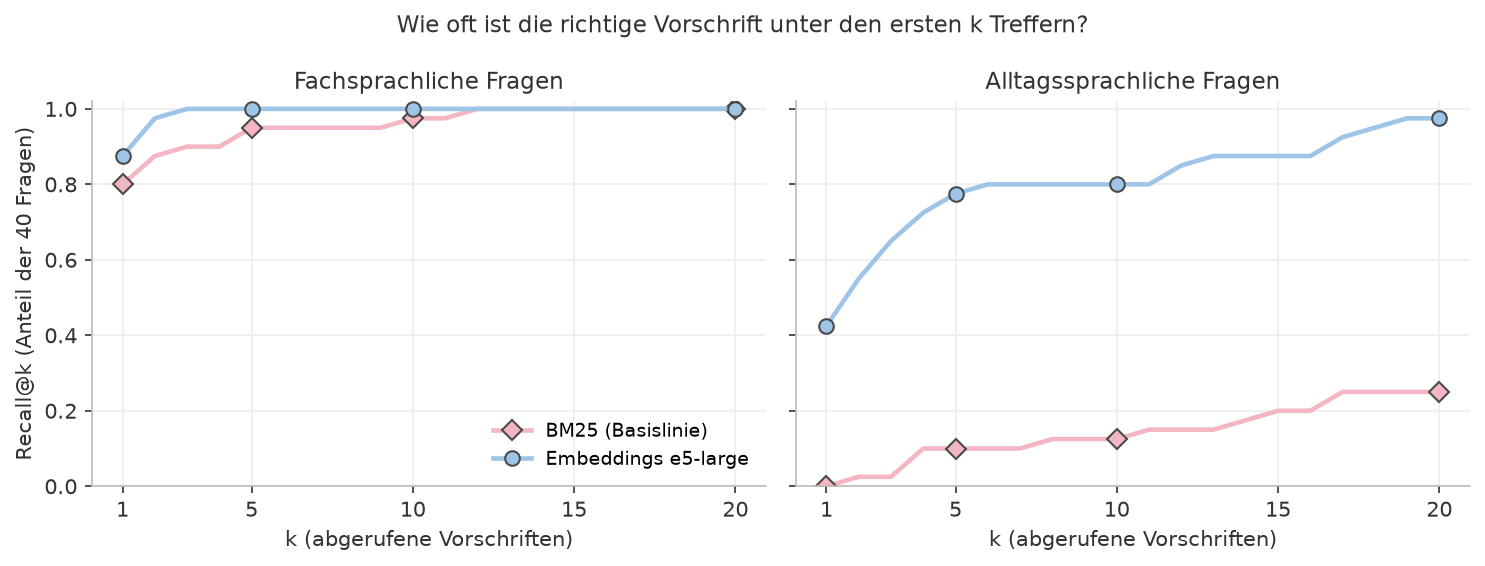 Wie oft ist die richtige Vorschrift unter den ersten k Treffern?
Fachsprachliche Fragen
Recall@k (Anteil der 40 Fragen)
1.0
0.8
0.6
0.4
0.2
0.0
BM25 (Basislinie)
Embeddings e5-large
1 5 10 15 20
k (abgerufene Vorschriften)
Alltagssprachliche Fragen
1 5 10 15 20
k (abgerufene Vorschriften)